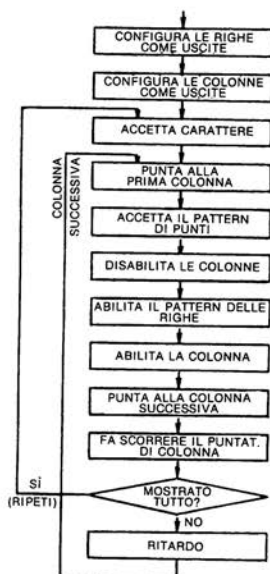 CONFIGURA LE RIGHE
COME USCITE
CONFIGURA LE COLONNE
COME USCITE
ACCETTA CARATTERE
COLONNA
SUCCESSIVA
PUNTA ALLA
PRIMA COLONNA
ACCETTA IL PATTERN
DI PUNTI
DISABILITA LE COLONNE
ABILITA IL PATTERN DELLE
RIGHE
ABILITA LA COLONNA
PUNTA ALLA COLONNA
SUCCESSIVA
FA SCORRERE IL PUNTAT.
DI COLONNA
SI
(RIPETI)
MOSTRATO
TUTTO?
NO
RITARDO